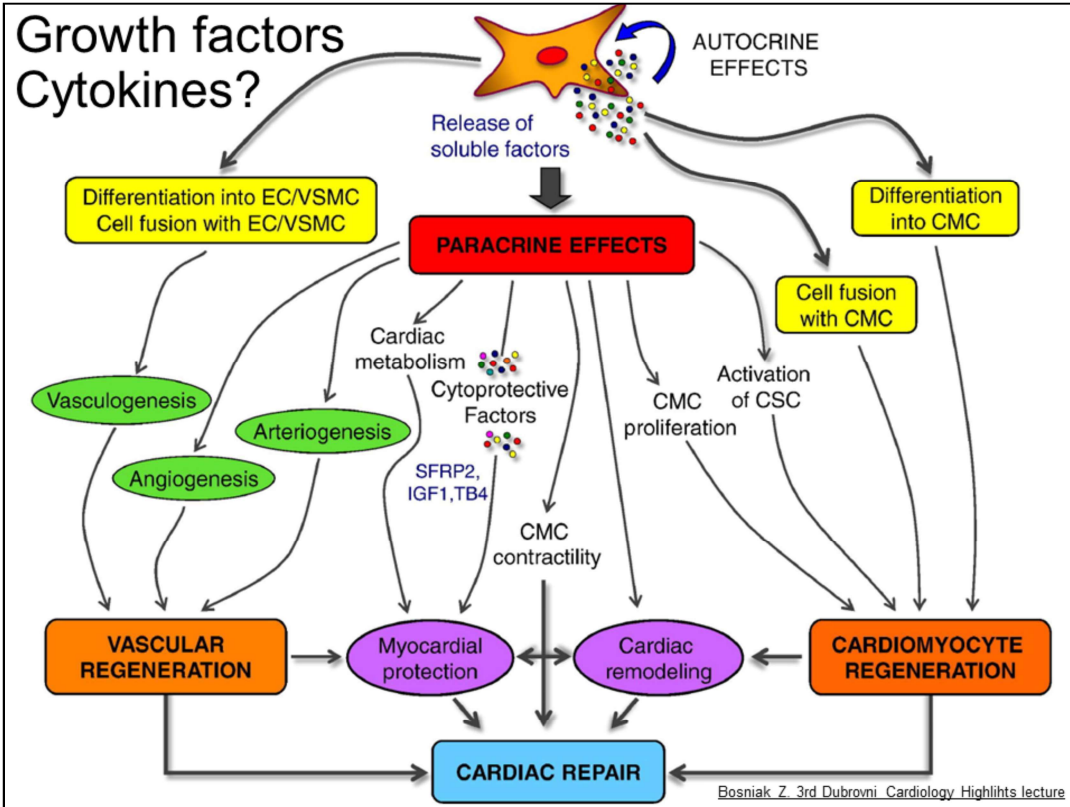 Growth factors
Cytokines?
AUTOCRINE
EFFECTS
Release of
soluble factors
Differentiation into EC/VSMC
Cell fusion with EC/VSMC
PARACRINE EFFECTS
Differentiation
into CMC
Cell fusion
with CMC
Cardiac
metabolism
Cytoprotective
Factors
SFRP2,
IGF1,TB4
CMC
contractility
CMC
proliferation
Activation
of CSC
Vasculogenesis
Arteriogenesis
Angiogenesis
VASCULAR
REGENERATION
Myocardial
protection
Cardiac
remodeling
CARDIOMYOCYTE
REGENERATION
CARDIAC REPAIR
Bosniak Z. 3rd Dubrovni Cardiology Highlihts lecture